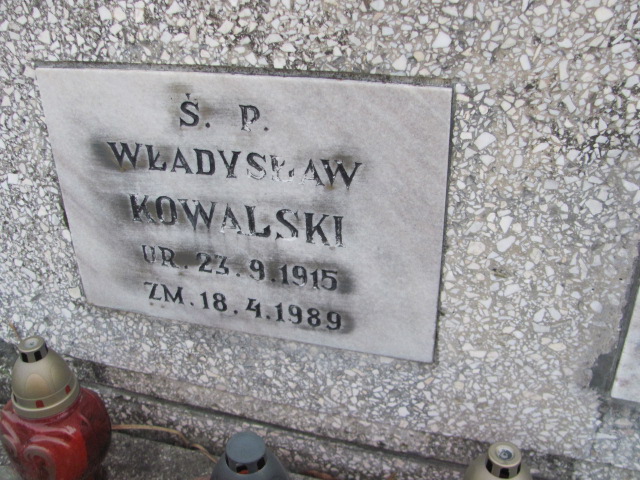 Ś. P.
WŁADYSŁAW
KOWALSKI
UR. 23.9.1915
ZM. 18.4.1989